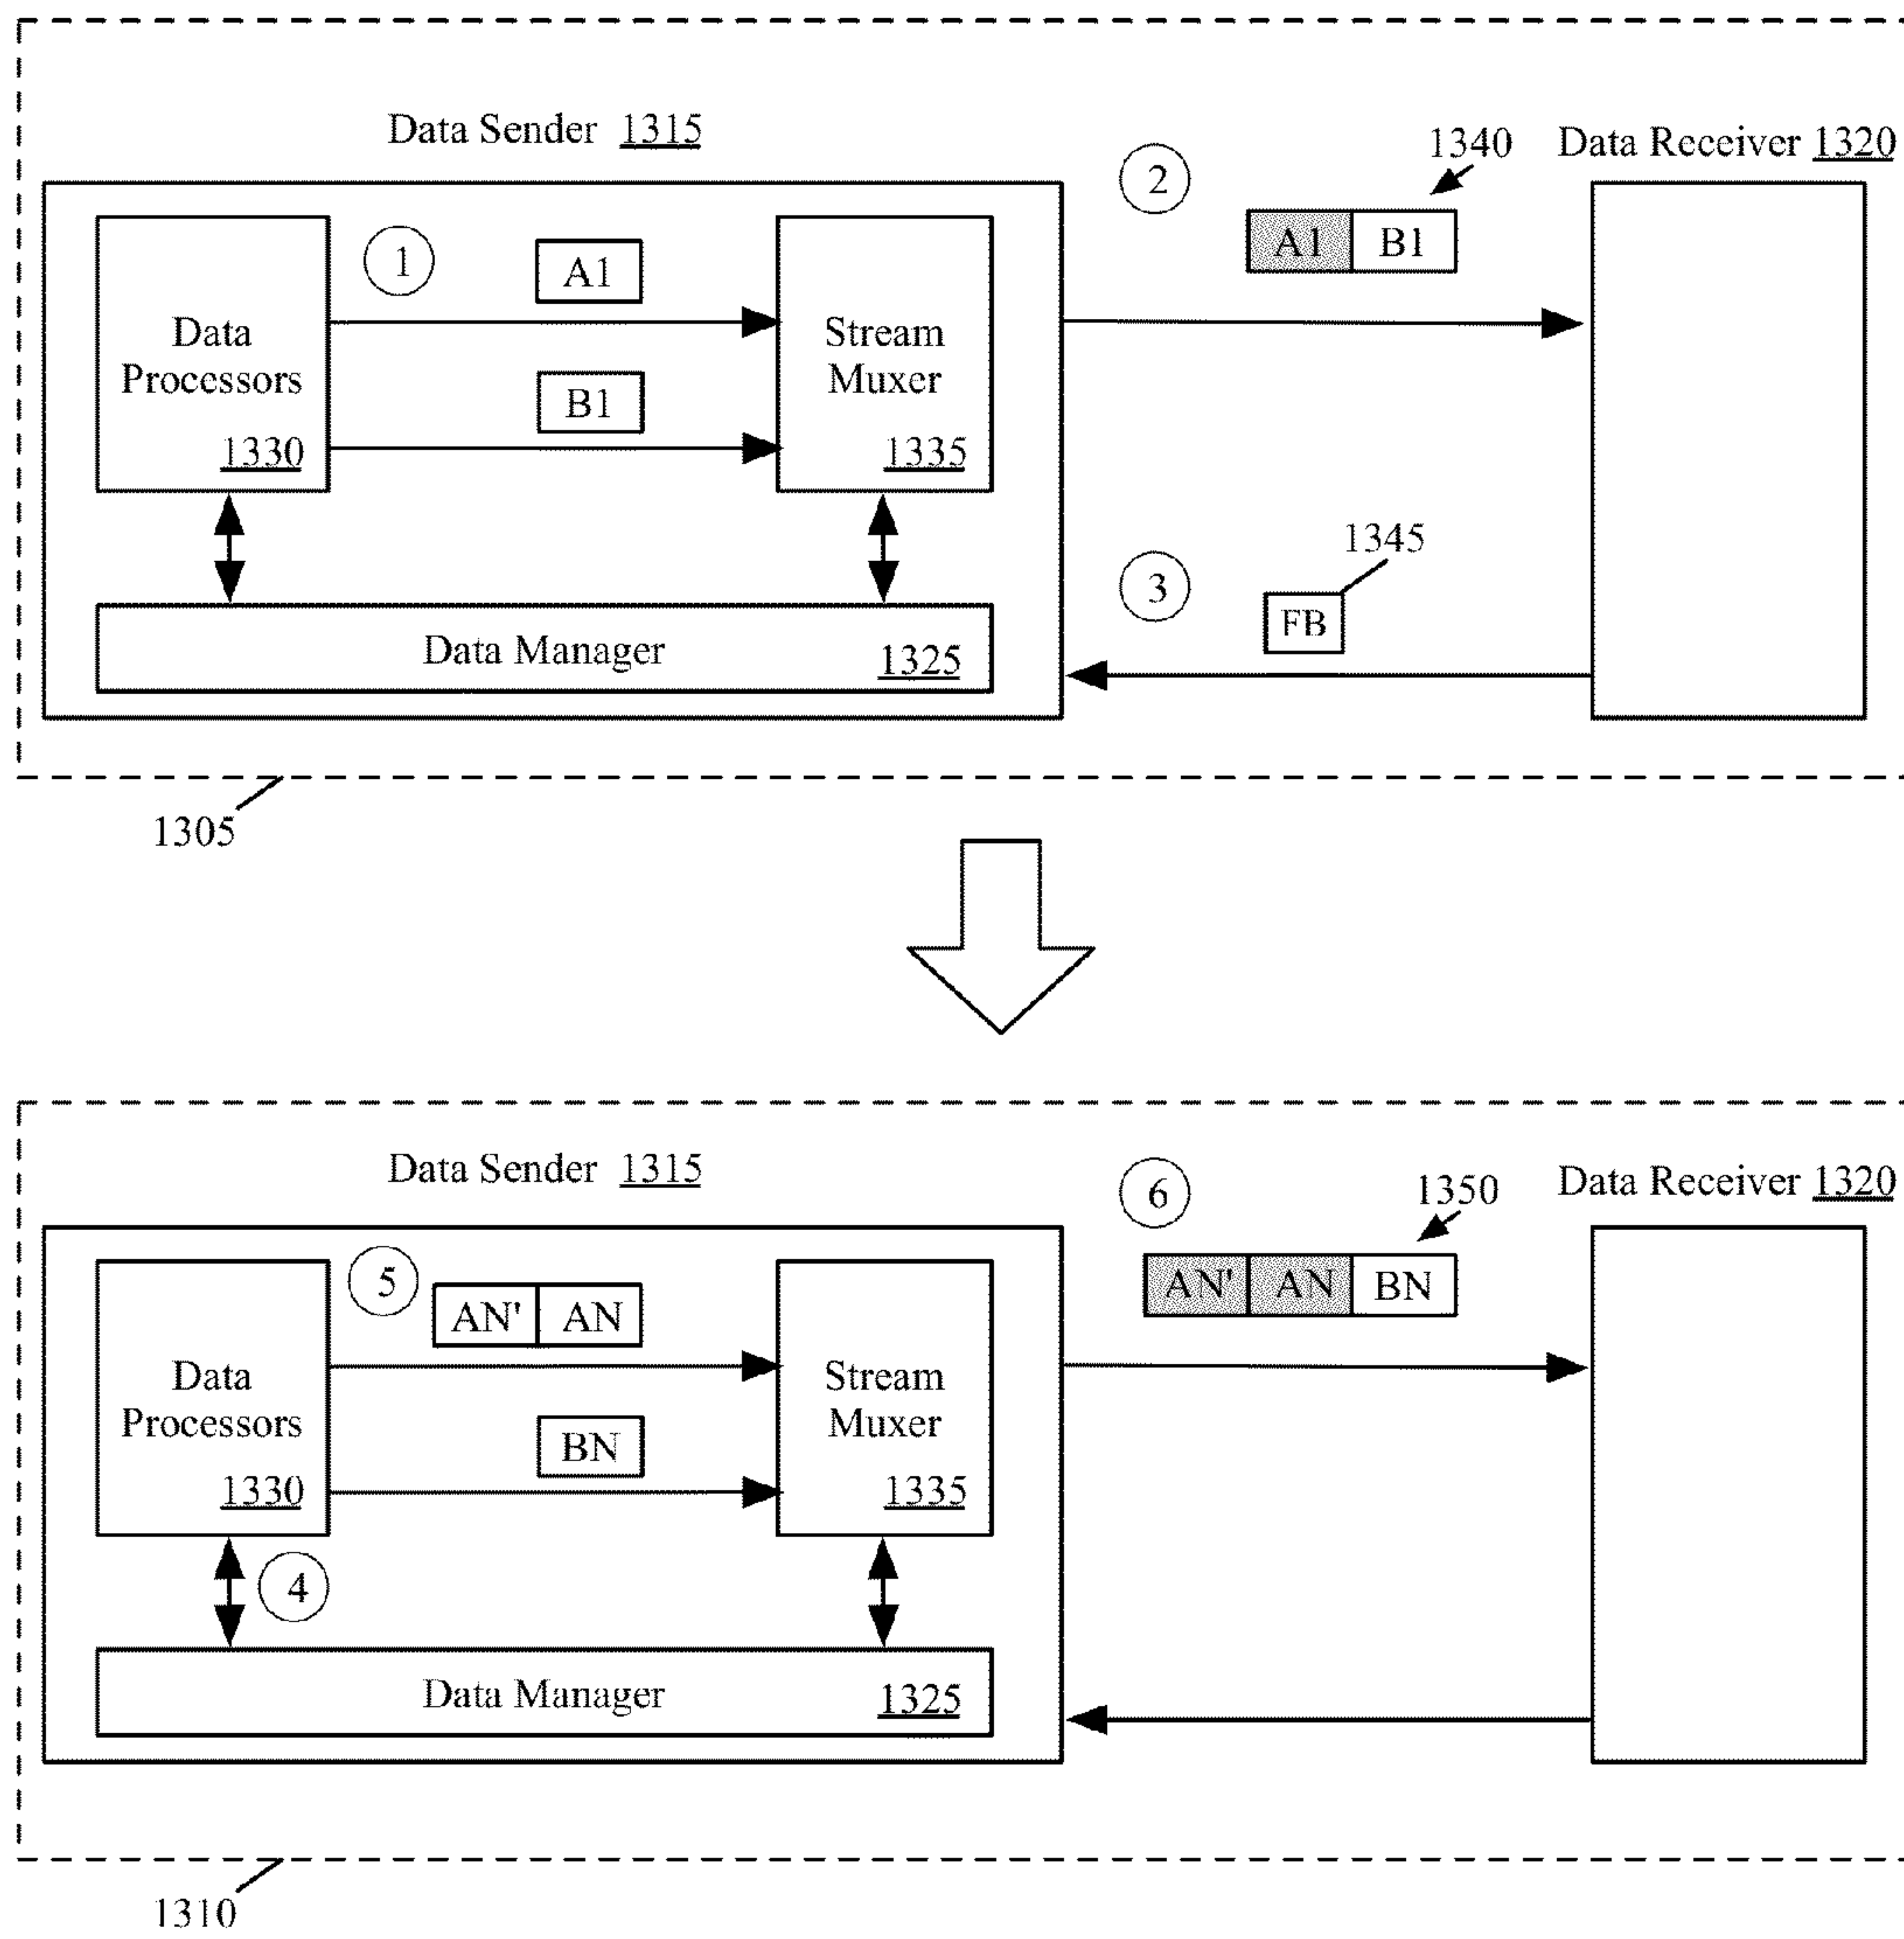 Data Sender 1315
2
1340
Data Receiver 1320
A1 B1
1
A1
Data Processors 1330
B1
Stream Muxer 1335
3
1345
FB
Data Manager 1325
1305
Data Sender 1315
6
1350
Data Receiver 1320
AN' AN BN
5
AN' AN
Data Processors 1330
BN
Stream Muxer 1335
4
Data Manager 1325
1310